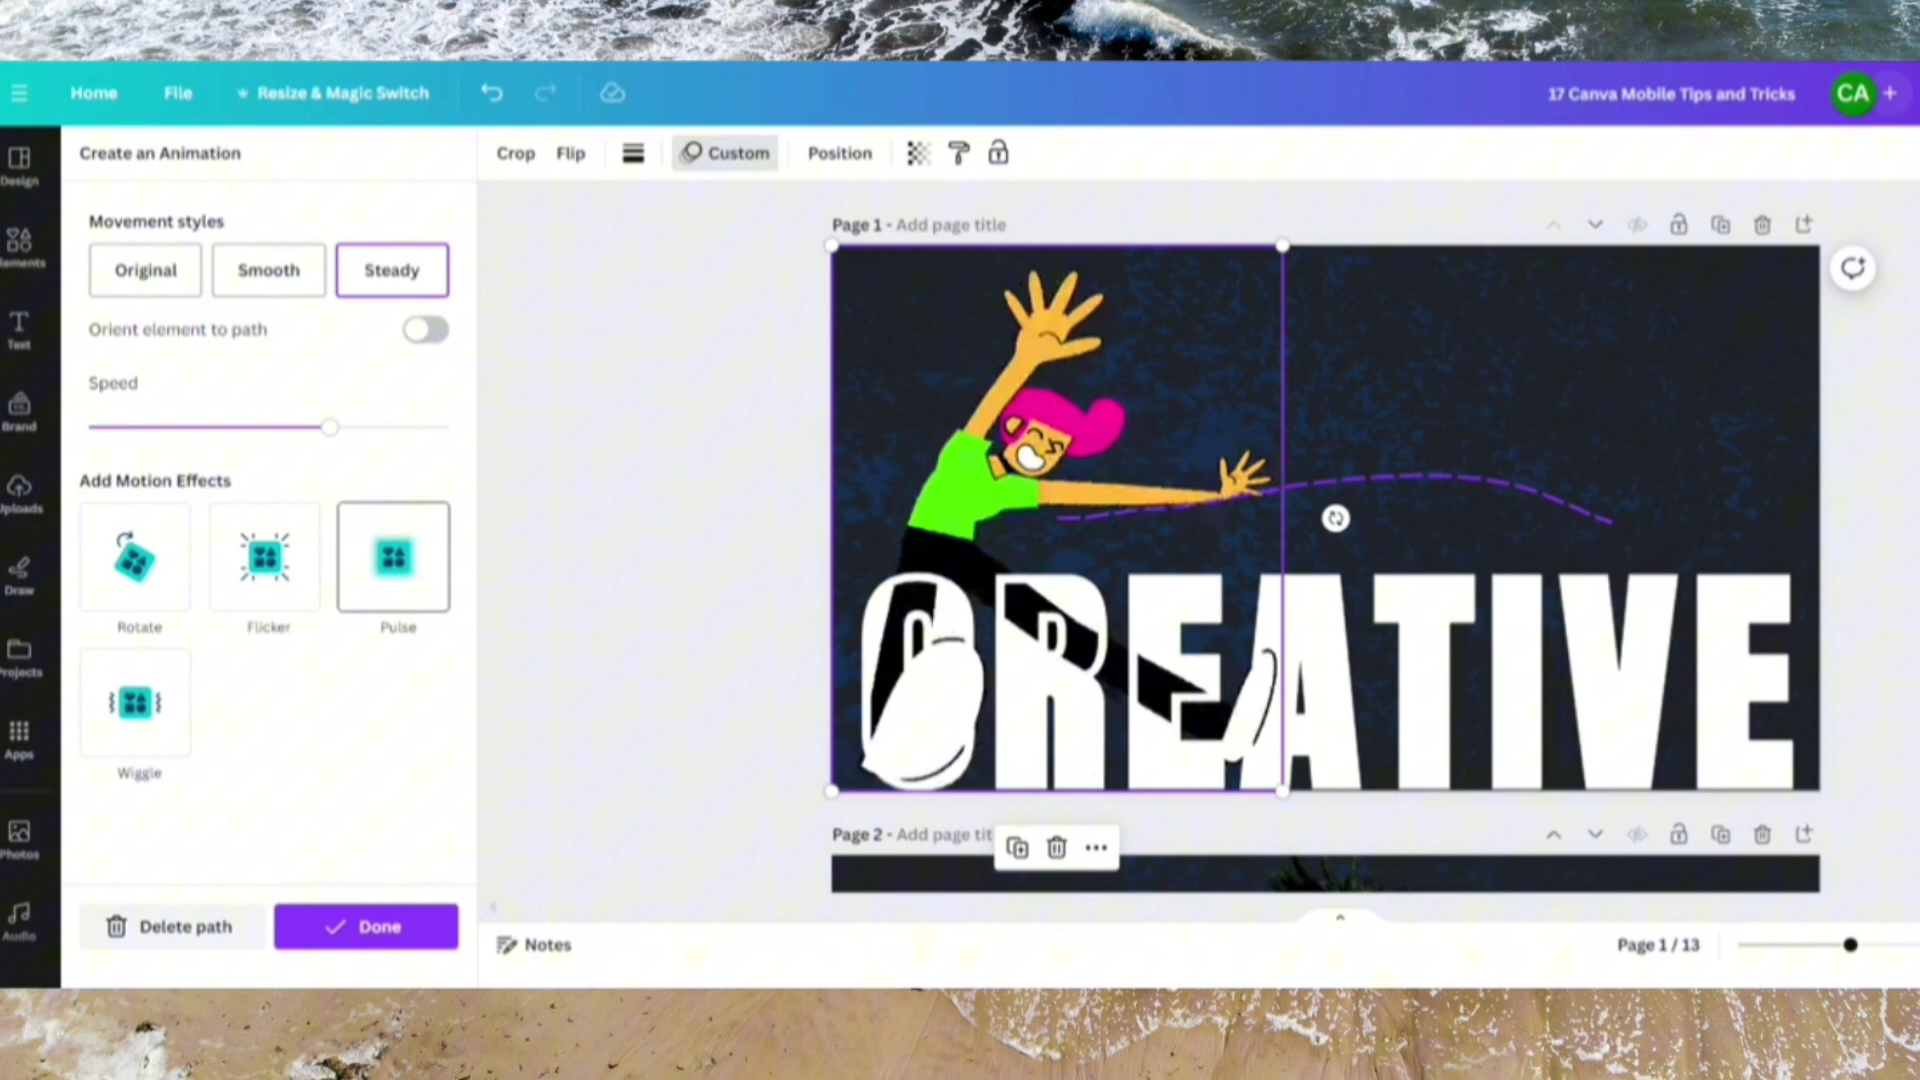 Home File Resize & Magic Switch 17 Canva Mobile Tips and Tricks CA
Create an Animation Crop Flip Custom Position
Design
Movement styles
Original Smooth Steady
Orient element to path
Speed
Page 1 - Add page title
lements
Text
Brand
Add Motion Effects
Uploads
Rotate Flicker Pulse
Draw
Projects
Wiggle
Apps
CREATIVE
Page 2 - Add page tit
Photos
Audio
Delete path Done
Notes Page 1 / 13